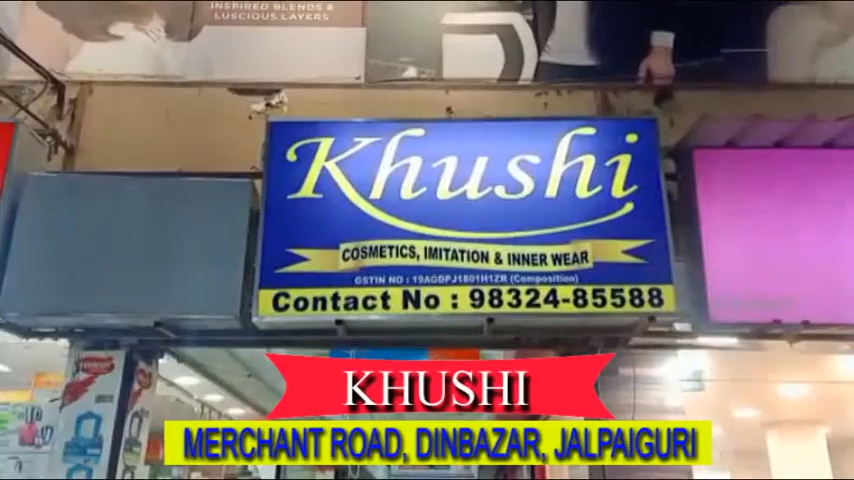 INSPIRED BLENDS &
LUSCIOUS LAYERS
Khushi
COSMETICS, IMITATION & INNER WEAR
GSTIN NO : 19AGDPJ1801H1ZR (Composition)
Contact No : 98324-85588
KHUSHI
MERCHANT ROAD, DINBAZAR, JALPAIGURI